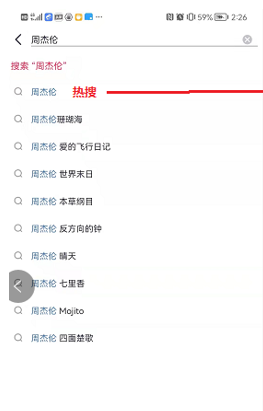 59% 2:26
周杰伦
搜索 "周杰伦"
周杰伦 热搜
周杰伦珊瑚海
周杰伦 爱的飞行日记
周杰伦 世界末日
周杰伦 本草纲目
周杰伦 反方向的钟
周杰伦 晴天
周杰伦 七里香
周杰伦 Mojito
周杰伦 四面楚歌